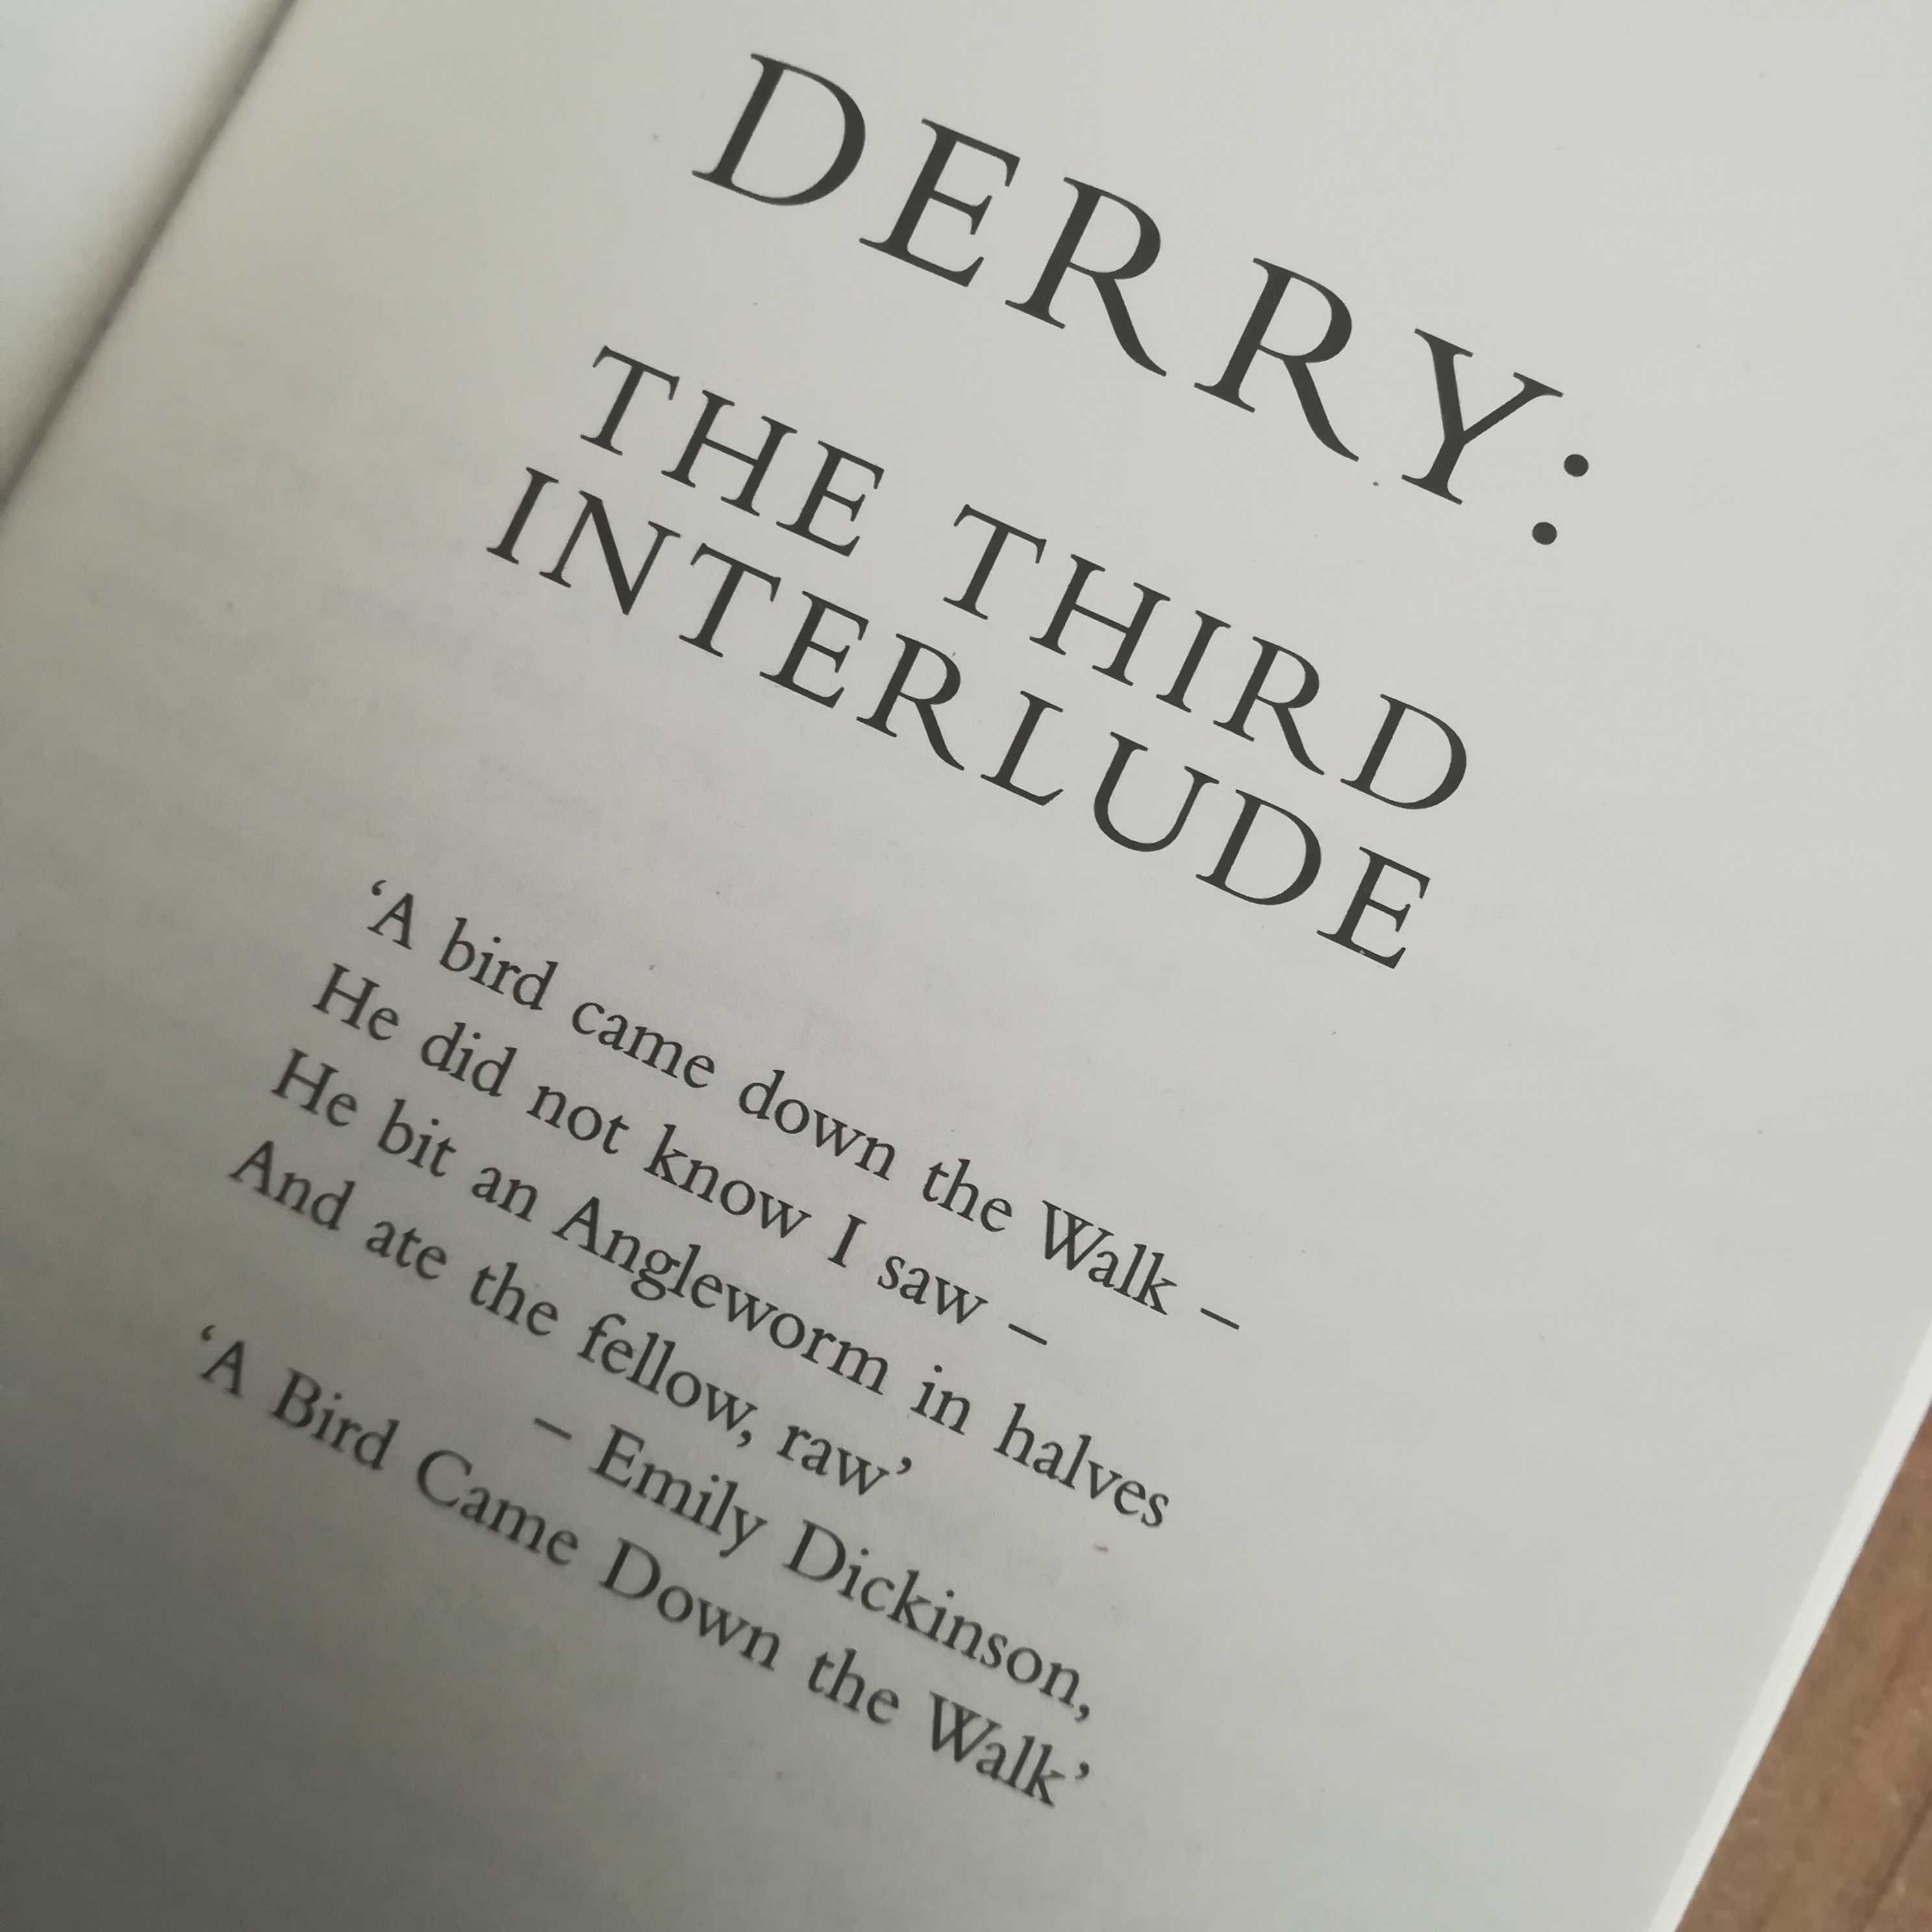 DERRY:
THE THIRD
INTERLUDE
‘A bird came down the Walk –
He did not know I saw –
He bit an Angleworm in halves
And ate the fellow, raw’
– Emily Dickinson,
‘A Bird Came Down the Walk’